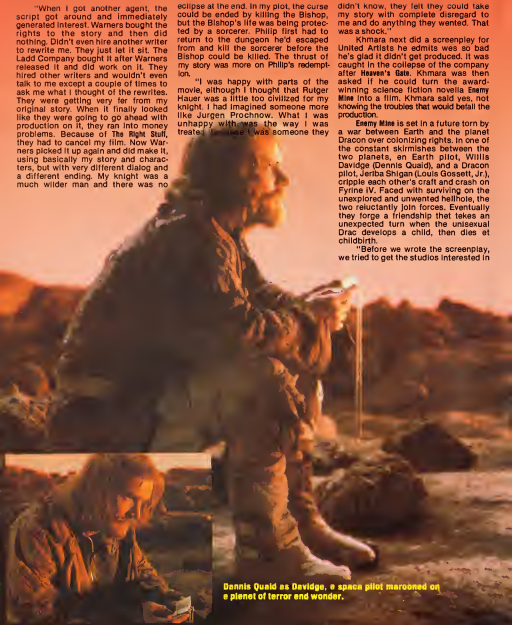 "When I got another agent, the
script got around and immediately
generated interest. Warners bought the
rights to the story and then did
nothing. Didn't even hire another writer
to rewrite me. They just let it sit. The
Ladd Company bought it after Warners
released it and did work on it. They
hired other writers and wouldn't even
talk to me except a couple of times to
ask me what I thought of the rewrites.
They were getting very far from my
original story. When it finally looked
like they were going to go ahead with
production on it, they ran into money
problems. Because of The Right Stuff,
they had to cancel my film. Now War-
ners picked it up again and did make it,
using basically my story and charac-
ters, but with very different dialog and
a different ending. My knight was a
much wilder man and there was no
eclipse at the end. In my plot, the curse
could be ended by killing the Bishop,
but the Bishop's life was being protec-
ted by a sorcerer. Philip first had to
return to the dungeon he'd escaped
from and kill the sorcerer before the
Bishop could be killed. The thrust of
my story was more on Philip's redempt-
ion.
"I was happy with parts of the
movie, although I thought that Rutger
Hauer was a little too civilized for my
knight. I had imagined someone more
like Jurgen Prochnow. What I was
unhappy with was the way I was
treated because I was someone they
didn't know, they felt they could take
my story with complete disregard to
me and do anything they wented. That
was a shock."
Khmara next did a screenpley for
United Artists he edmits wes so bad
he's glad it didn't get produced. It was
caught in the collapse of the company
after Heaven's Gate. Khmara was then
asked if he could turn the award-
winning science fiction novella Enemy
Mine into a film. Khmara said yes, not
knowing the troubles that would befall the
production.
Enemy Mine is set in a future torn by
a war between Earth and the planet
Dracon over colonizing rights. In one of
the constant skirmishes between the
two planets, en Earth pilot, Willis
Davidge (Dennis Quaid), and a Dracon
pilot, Jeriba Shigan (Louis Gossett, Jr.),
cripple each other's craft and crash on
Fyrine iV. Faced with surviving on the
unexplored and unwented hellhole, the
two reluctantly join forces. Eventually
they forge a friendship that tekes an
unexpected turn when the unisexual
Drac develops a child, then dies et
childbirth.
"Before we wrote the screenplay,
we tried to get the studios interested in
Dennis Quaid as Davidge, e space pilot marooned on
e plenet of terror end wonder.